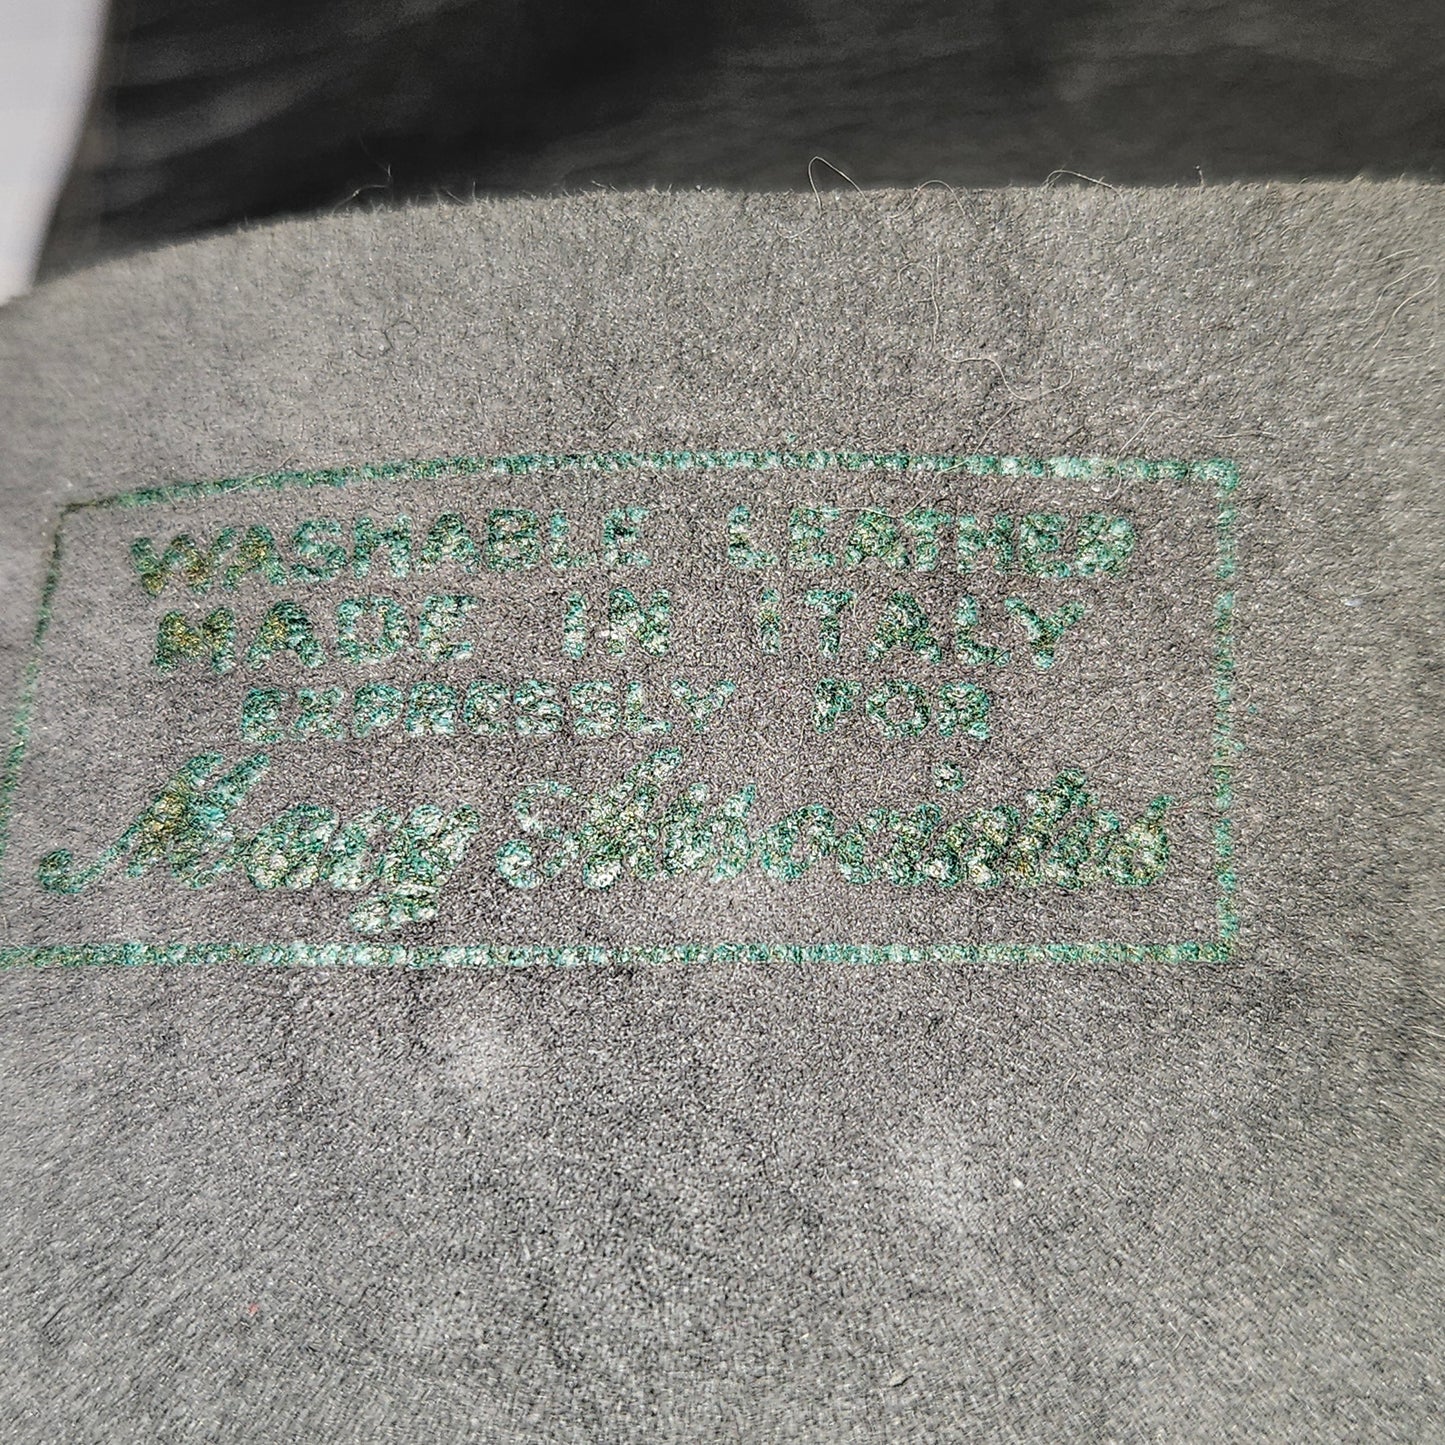 WASHABLE LEATHER
MADE IN ITALY
EXPRESSLY FOR
Macy Associates